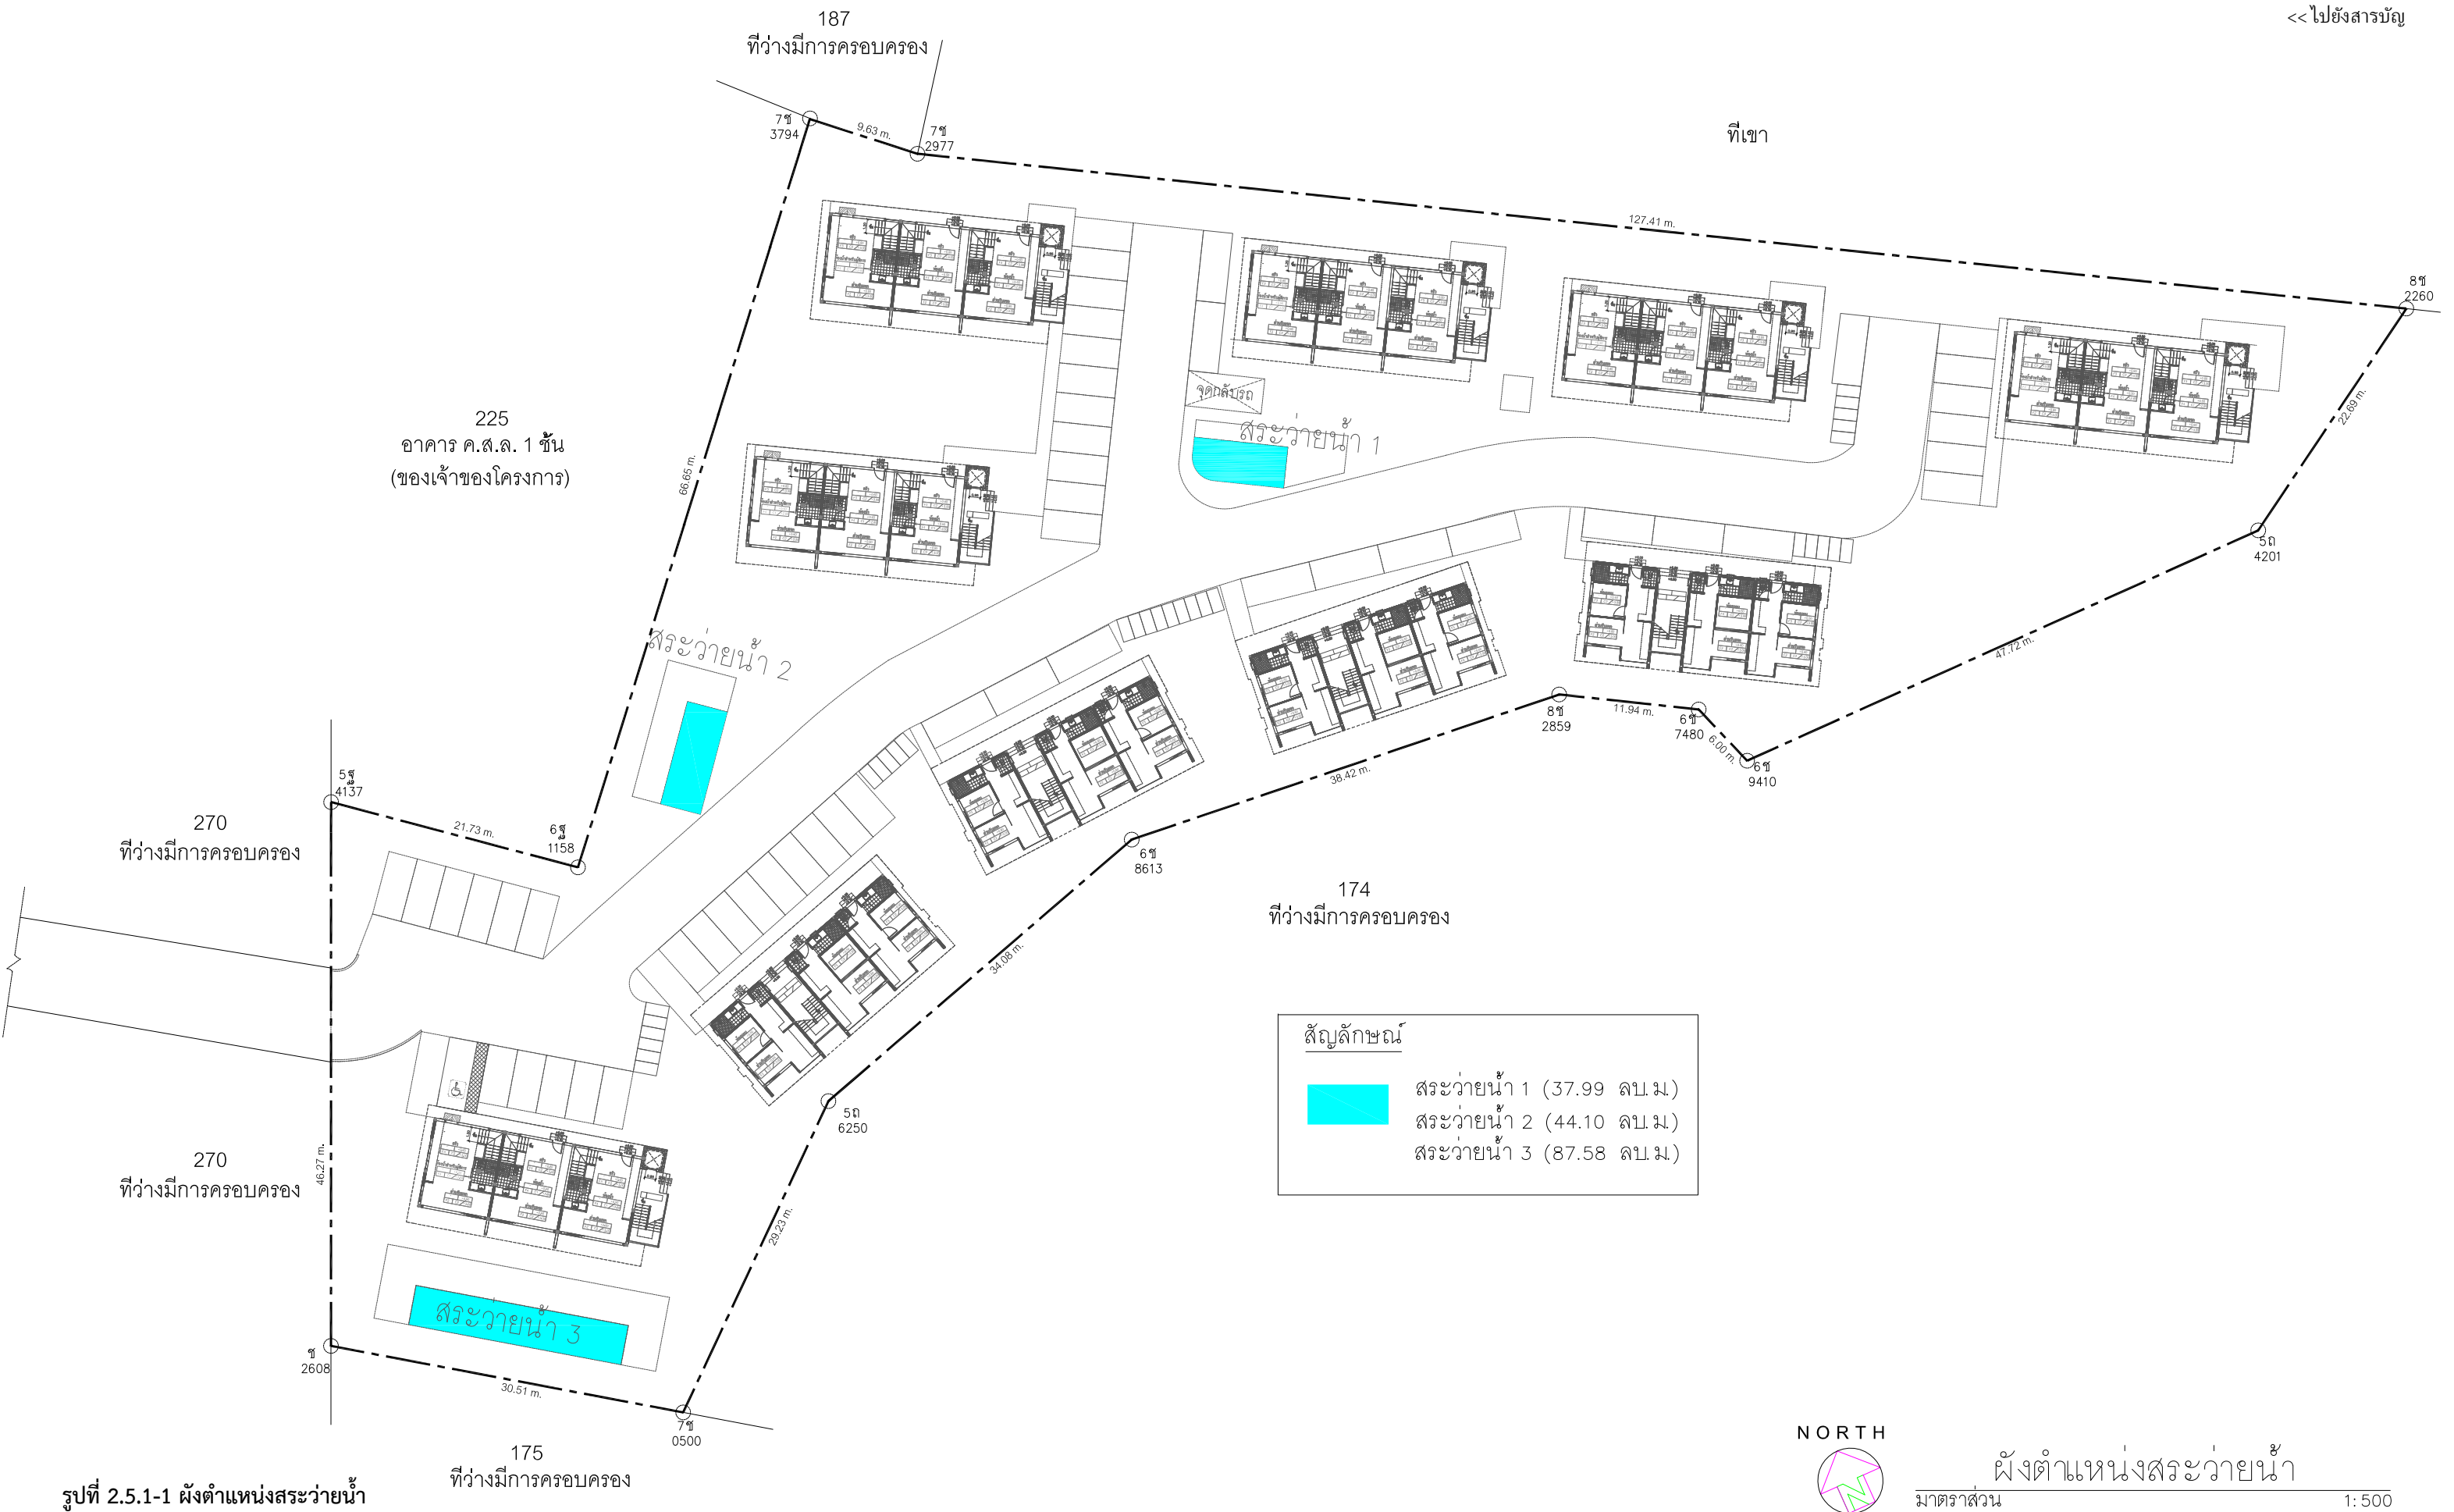 << ไปยังสารบัญ
187
ที่ว่างมีการครอบครอง
7ช
3794
9.63 m.
7ช
2977
ที่เขา
127.41 m.
8ช
2260
22.69 m.
จุดกลับรถ
สระว่ายน้ำ 1
225
อาคาร ค.ส.ล. 1 ชั้น
(ของเจ้าของโครงการ)
66.65 m.
5ถ
4201
47.72 m.
สระว่ายน้ำ 2
8ช
2859
11.94 m.
6ช
7480
6.00 m.
6ช
9410
38.42 m.
5ฐ
4137
21.73 m.
6ฐ
1158
270
ที่ว่างมีการครอบครอง
6ช
8613
174
ที่ว่างมีการครอบครอง
34.08 m.
สัญลักษณ์
สระว่ายน้ำ 1 (37.99 ลบ.ม.)
สระว่ายน้ำ 2 (44.10 ลบ.ม.)
สระว่ายน้ำ 3 (87.58 ลบ.ม.)
5ถ
6250
270
ที่ว่างมีการครอบครอง
46.27 m.
29.23 m.
สระว่ายน้ำ 3
ช
2608
30.51 m.
7ช
0500
175
ที่ว่างมีการครอบครอง
NORTH
N
ผังตำแหน่งสระว่ายน้ำ
มาตราส่วน 1:500
รูปที่ 2.5.1-1 ผังตำแหน่งสระว่ายน้ำ